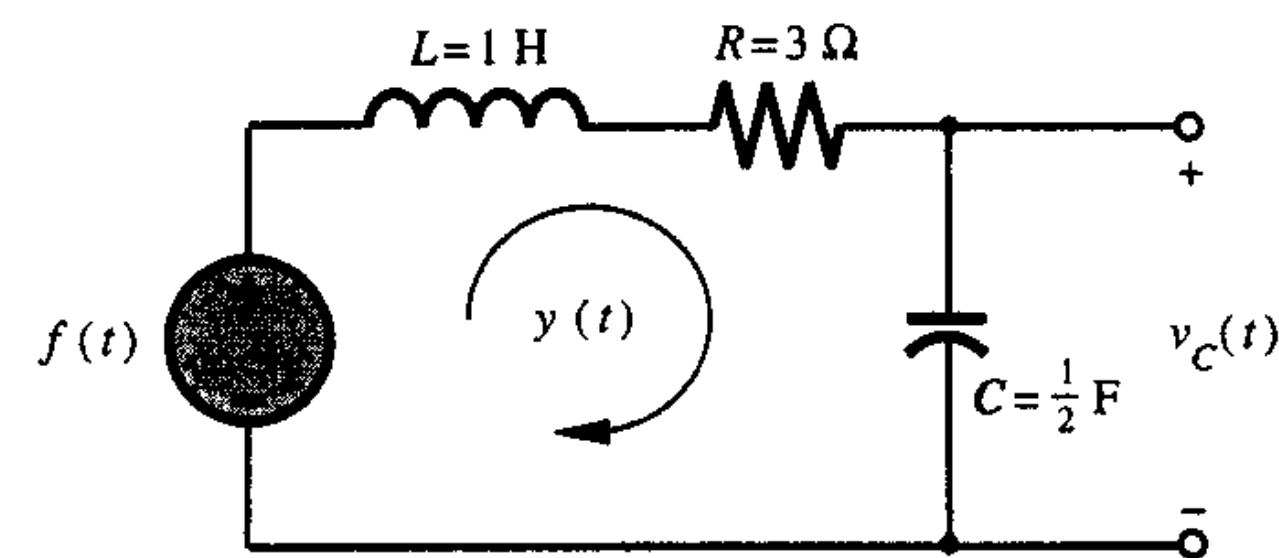 L=1 H
R=3 Ω
+
f(t)
y(t)
v_C(t)
C=1/2 F
−